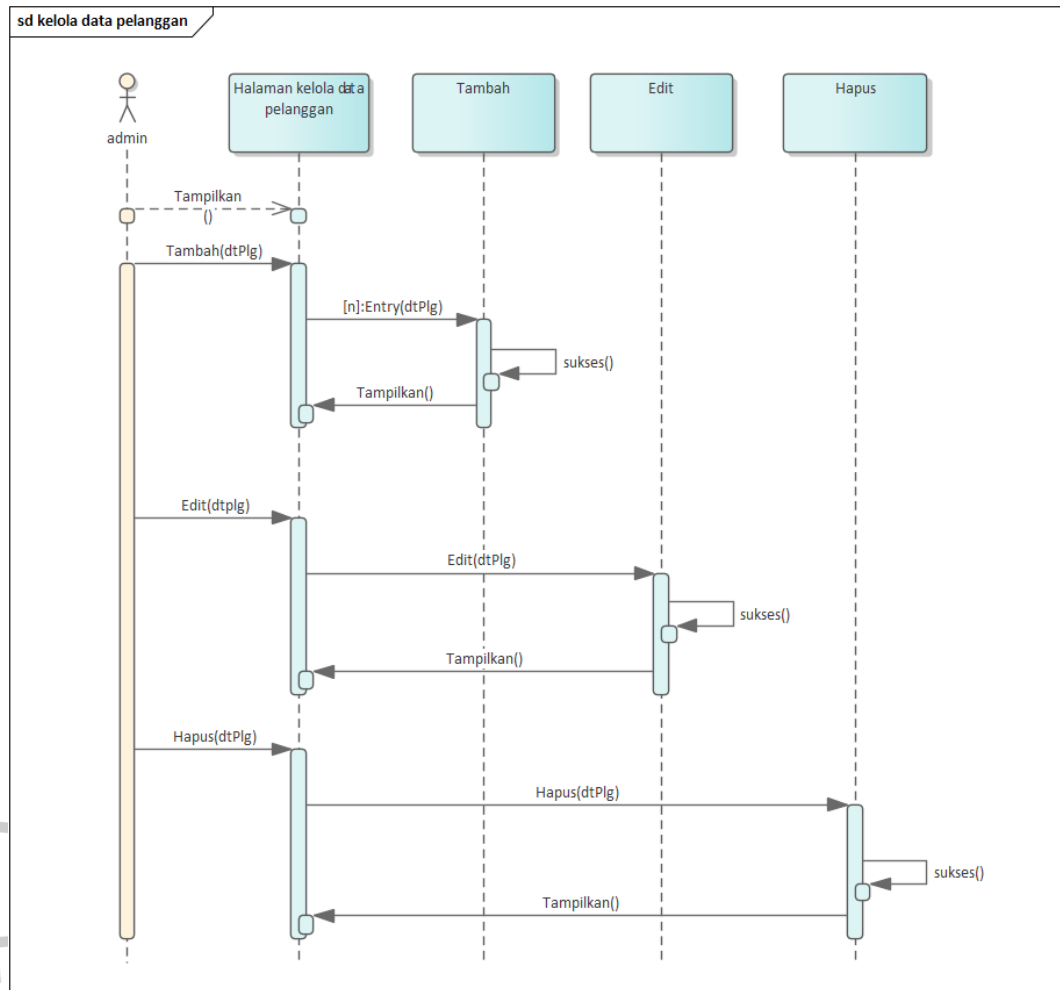 sd kelola data pelanggan
Halaman kelola data
pelanggan
Tambah
Edit
Hapus
admin
Tampilkan
()
Tambah(dtPlg)
[n]:Entry(dtPlg)
sukses()
Tampilkan()
Edit(dtplg)
Edit(dtPlg)
sukses()
Tampilkan()
Hapus(dtPlg)
Hapus(dtPlg)
sukses()
Tampilkan()